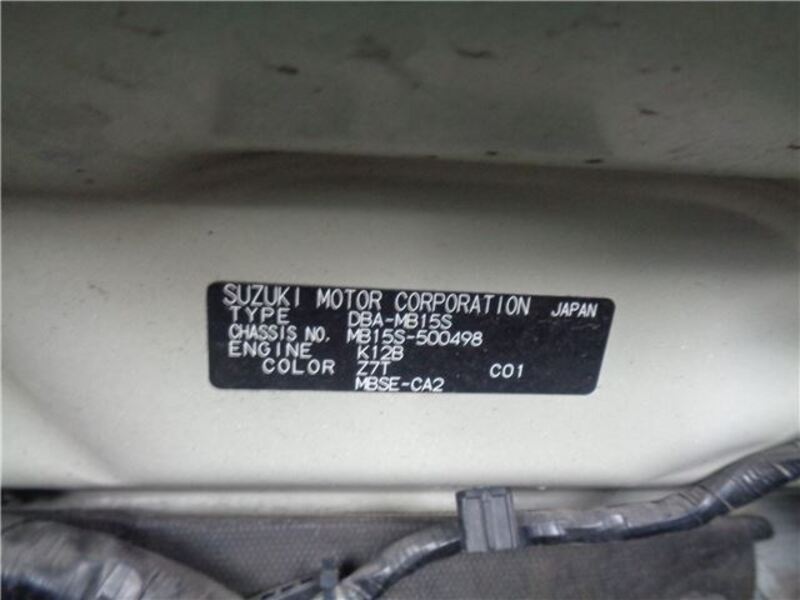 SUZUKI MOTOR CORPORATION JAPAN
TYPE DBA-MB15S
CHASSIS NO. MB15S-500498
ENGINE K12B
COLOR Z7T C01
MBSE-CA2